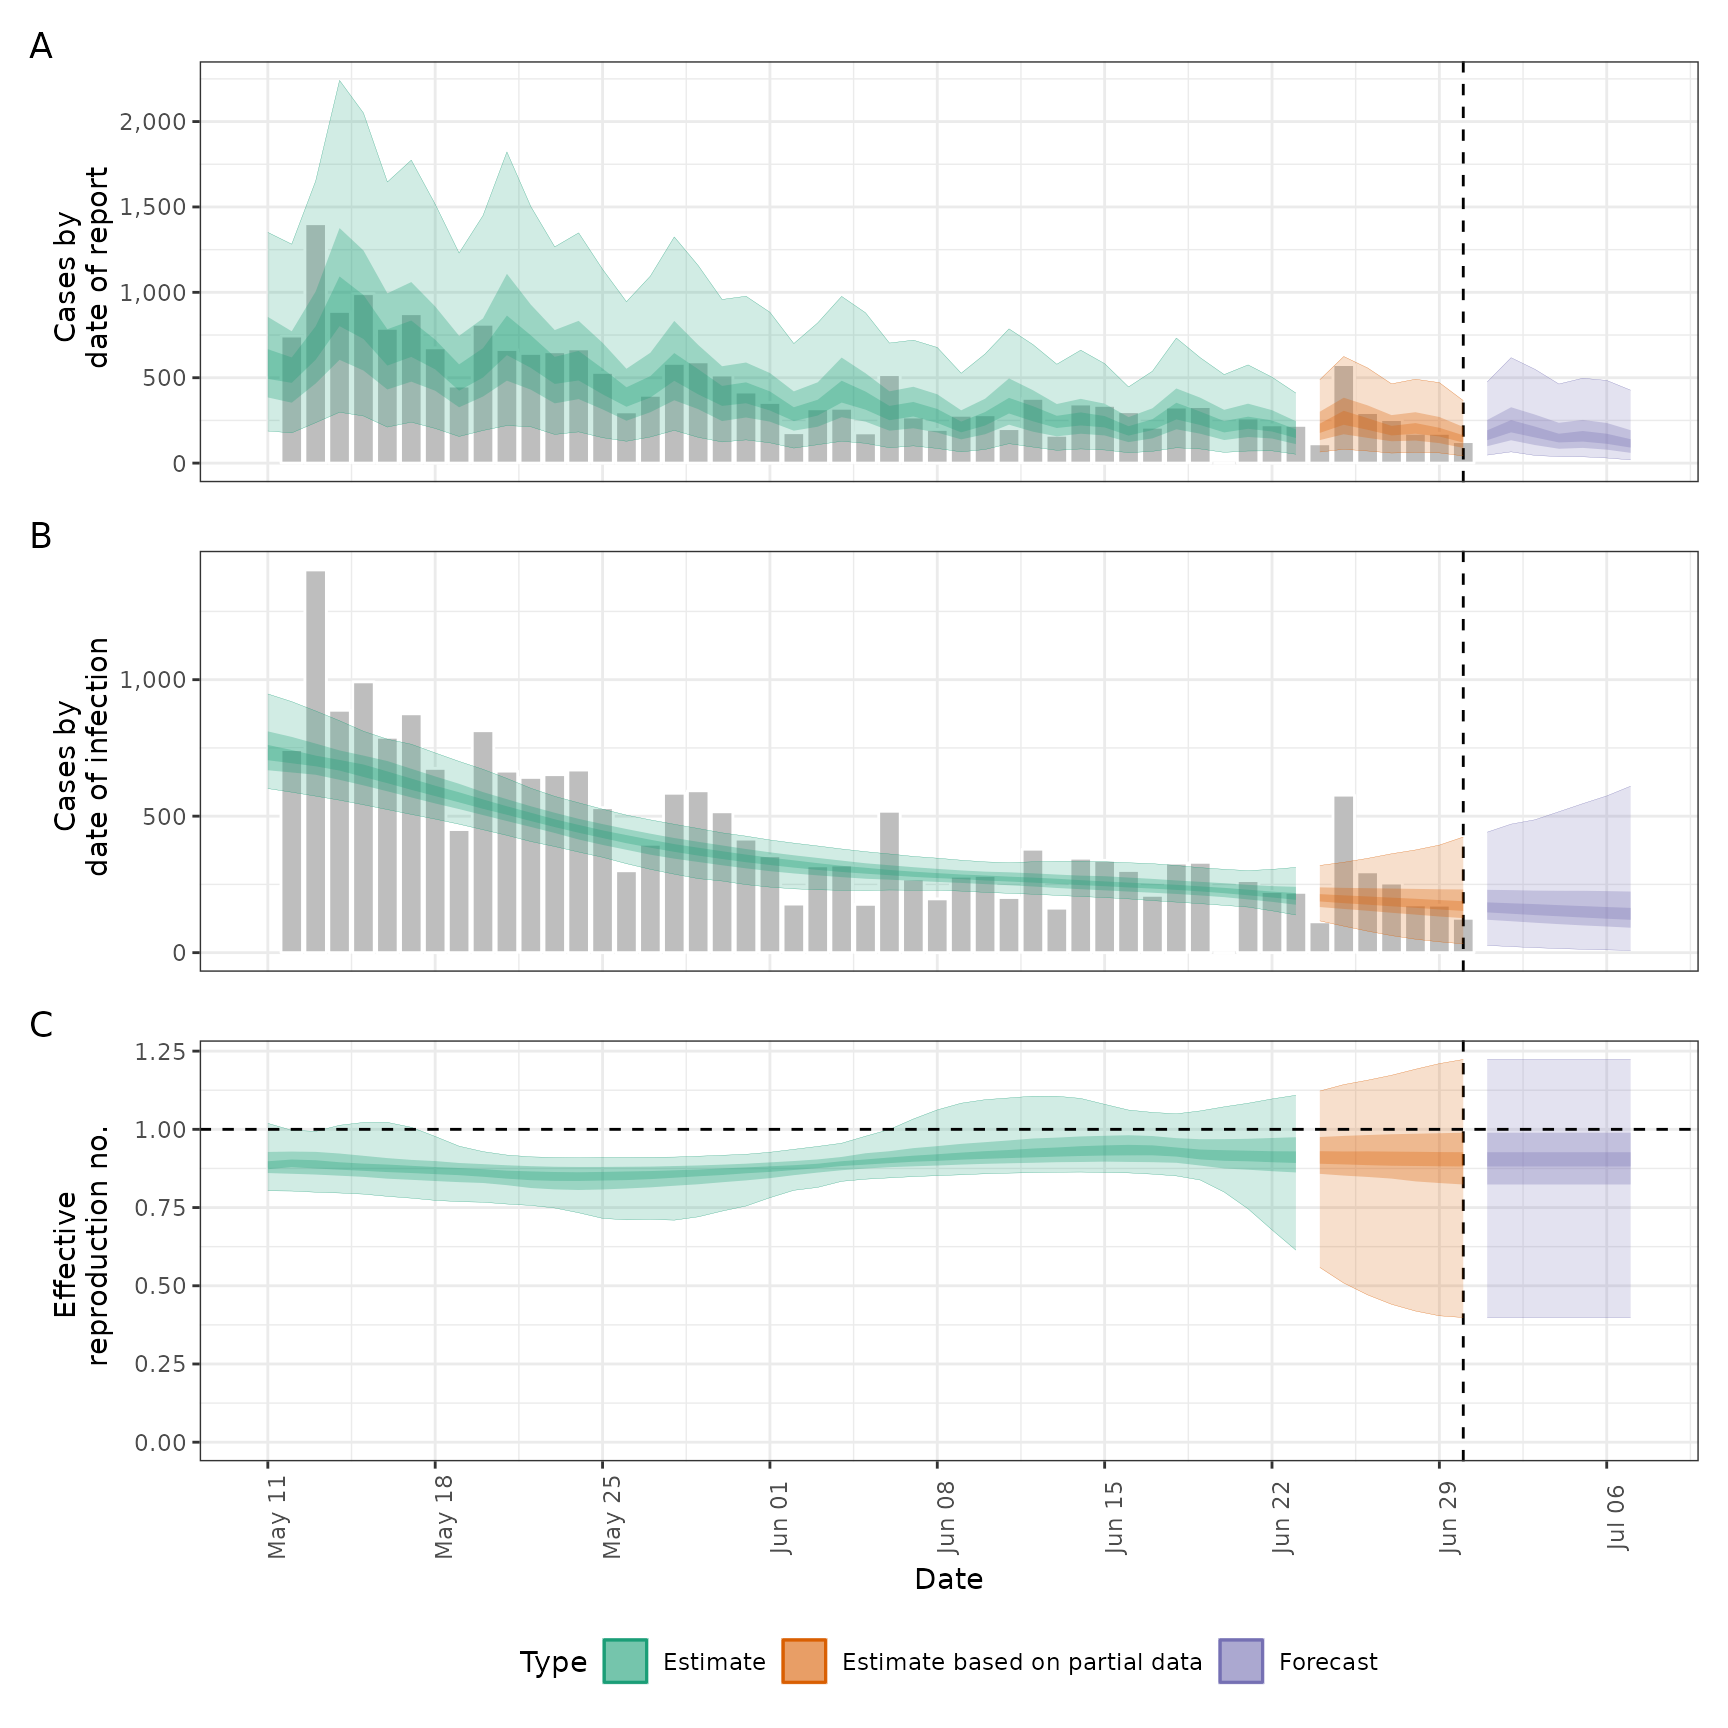 A
2,000
1,500
1,000
500
0
Cases by
date of report
B
1,000
500
0
Cases by
date of infection
C
1.25
1.00
0.75
0.50
0.25
0.00
Effective
reproduction no.
May 11
May 18
May 25
Jun 01
Jun 08
Jun 15
Jun 22
Jun 29
Jul 06
Date
Type
Estimate
Estimate based on partial data
Forecast